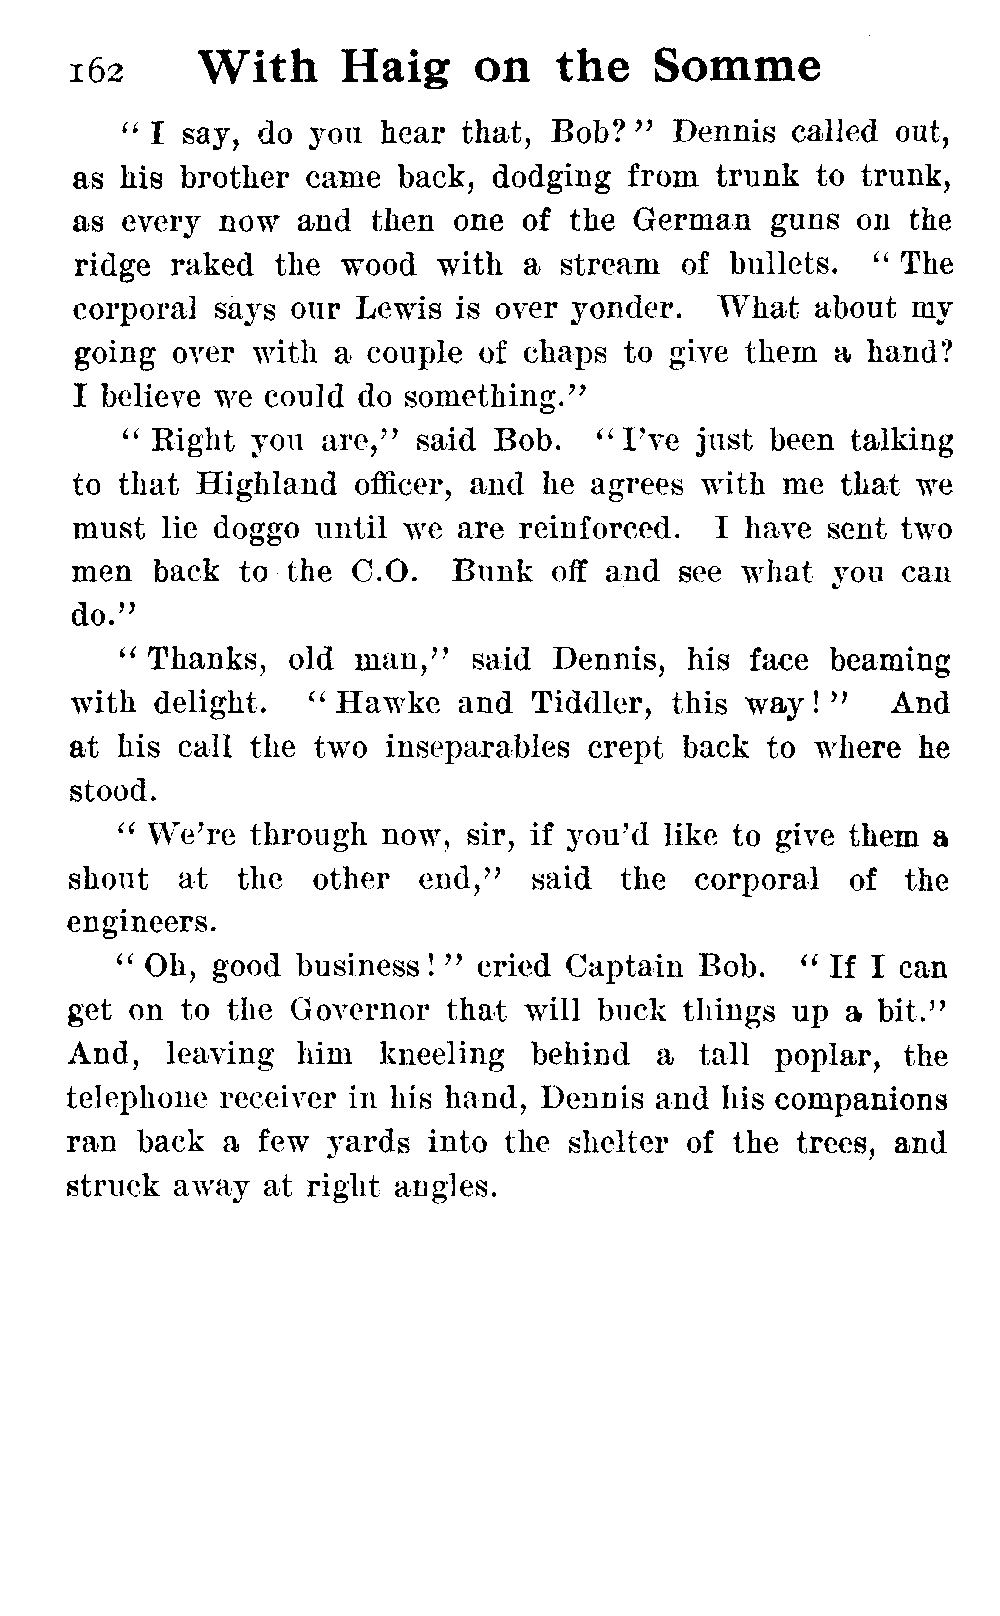 162 With Haig on the Somme
"I say, do you hear that, Bob?" Dennis called out,
as his brother came back, dodging from trunk to trunk,
as every now and then one of the German guns on the
ridge raked the wood with a stream of bullets. "The
corporal says our Lewis is over yonder. What about my
going over with a couple of chaps to give them a hand?
I believe we could do something."
"Right you are," said Bob. "I've just been talking
to that Highland officer, and he agrees with me that we
must lie doggo until we are reinforced. I have sent two
men back to the C.O. Bunk off and see what you can
do."
"Thanks, old man," said Dennis, his face beaming
with delight. "Hawke and Tiddler, this way!" And
at his call the two inseparables crept back to where he
stood.
"We're through now, sir, if you'd like to give them a
shout at the other end," said the corporal of the
engineers.
"Oh, good business!" cried Captain Bob. "If I can
get on to the Governor that will buck things up a bit."
And, leaving him kneeling behind a tall poplar, the
telephone receiver in his hand, Dennis and his companions
ran back a few yards into the shelter of the trees, and
struck away at right angles.